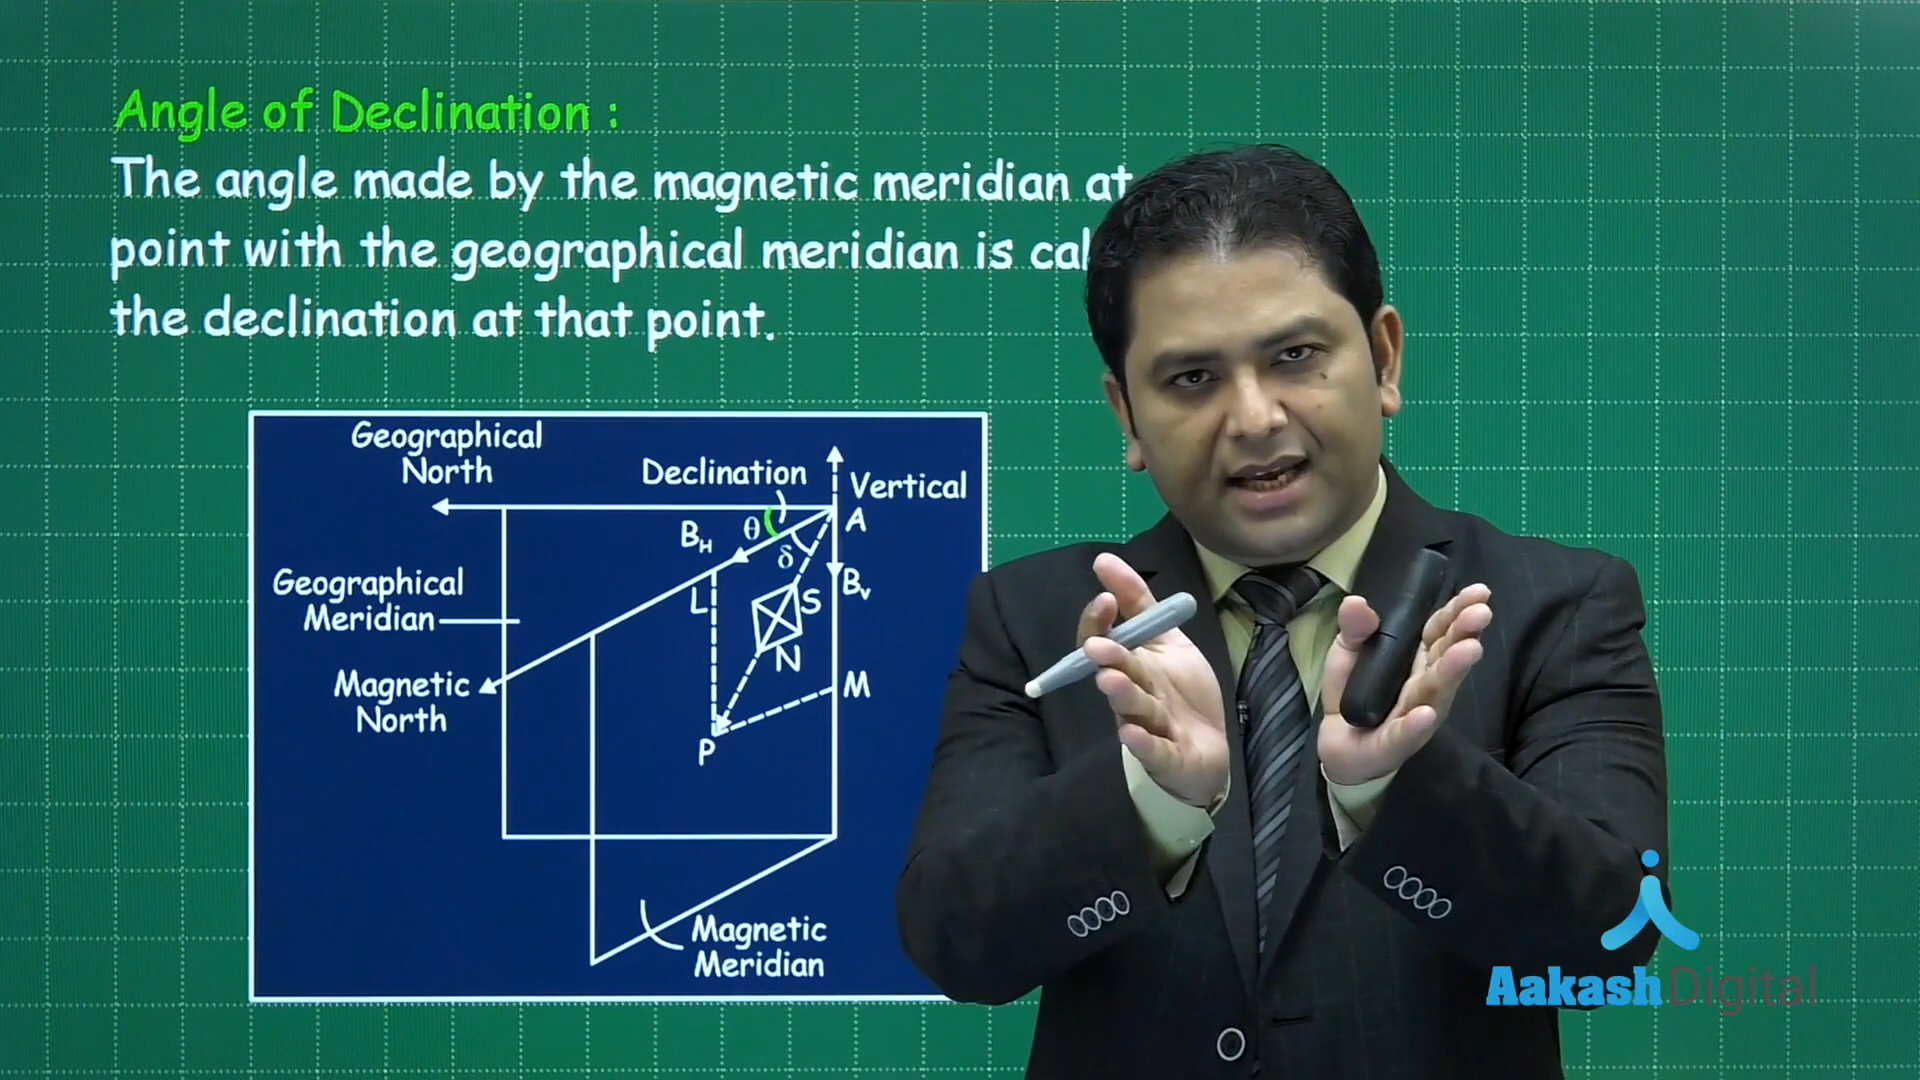 Angle of Declination :
The angle made by the magnetic meridian at
point with the geographical meridian is
the declination at that point.
Geographical
North
Declination
Vertical
A
θ
B_H
δ
Geographical
Meridian
L
S
B_v
N
Magnetic
North
M
P
Magnetic
Meridian
Aakash Digital